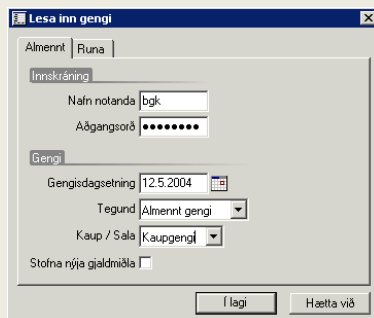 Lesa inn gengi
Almennt Runa
Innskráning
Nafn notanda bgk
Aðgangsorð ●●●●●●●●
Gengi
Gengisdagsetning 12.5.2004
Tegund Almennt gengi
Kaup / Sala Kaupgengi
Stofna nýja gjaldmiðla
Í lagi Hætta við